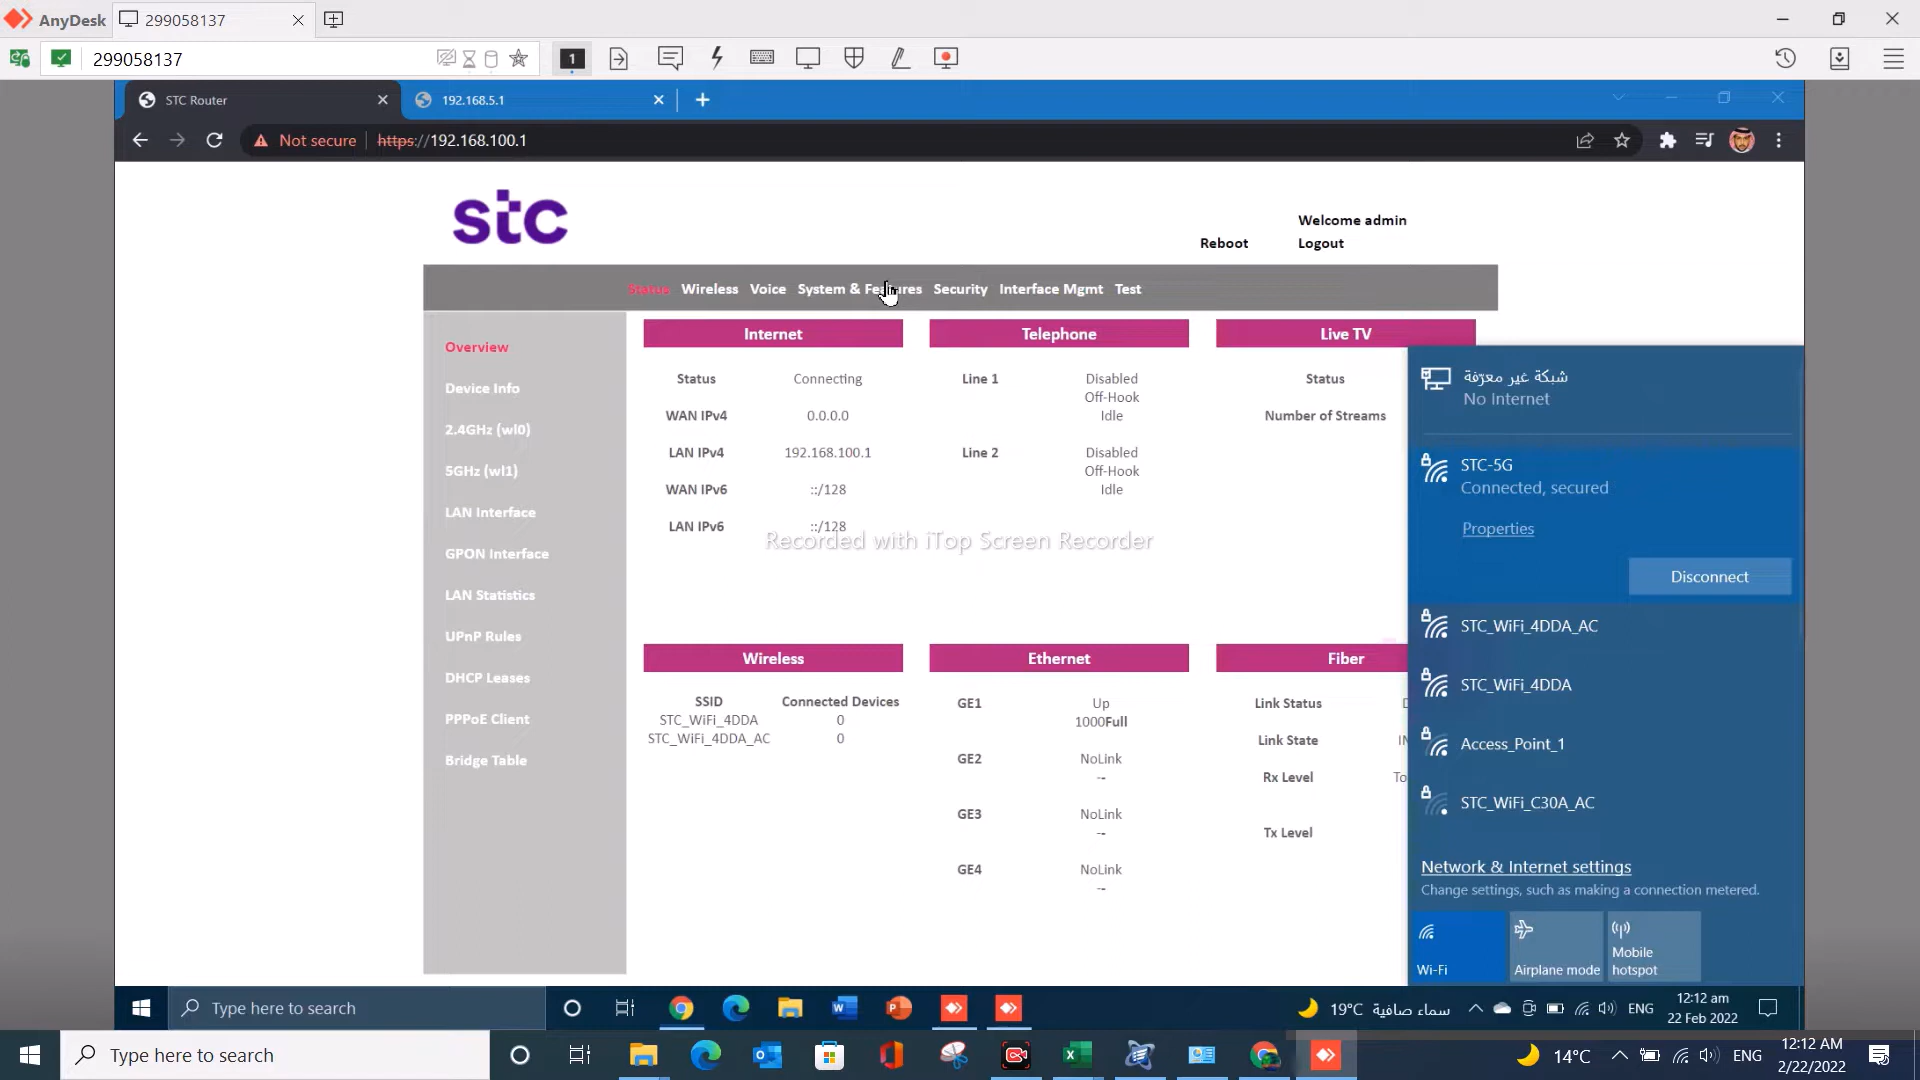 AnyDesk
299058137
299058137
1
STC Router
192.168.5.1
Not secure
https://192.168.100.1
stc
Welcome admin
Reboot
Logout
Status
Wireless
Voice
System & Features
Security
Interface Mgmt
Test
Overview
Device Info
2.4GHz (wl0)
5GHz (wl1)
LAN Interface
GPON Interface
LAN Statistics
UPnP Rules
DHCP Leases
PPPoE Client
Bridge Table
Internet
Status Connecting
WAN IPv4 0.0.0.0
LAN IPv4 192.168.100.1
WAN IPv6 ::/128
LAN IPv6 ::/128
Telephone
Line 1 Disabled
Off-Hook
Idle
Line 2 Disabled
Off-Hook
Idle
Live TV
Status
Number of Streams
Recorded with iTop Screen Recorder
Wireless
SSID Connected Devices
STC_WiFi_4DDA 0
STC_WiFi_4DDA_AC 0
Ethernet
GE1 Up
1000Full
GE2 NoLink
--
GE3 NoLink
--
GE4 NoLink
--
Fiber
Link Status
Link State
Rx Level To
Tx Level
شبكة غير معرّفة
No Internet
STC-5G
Connected, secured
Properties
Disconnect
STC_WiFi_4DDA_AC
STC_WiFi_4DDA
Access_Point_1
STC_WiFi_C30A_AC
Network & Internet settings
Change settings, such as making a connection metered.
Wi-Fi
Airplane mode
Mobile
hotspot
Type here to search
19°C سماء صافية
ENG
12:12 am
22 Feb 2022
Type here to search
14°C
ENG
12:12 AM
2/22/2022